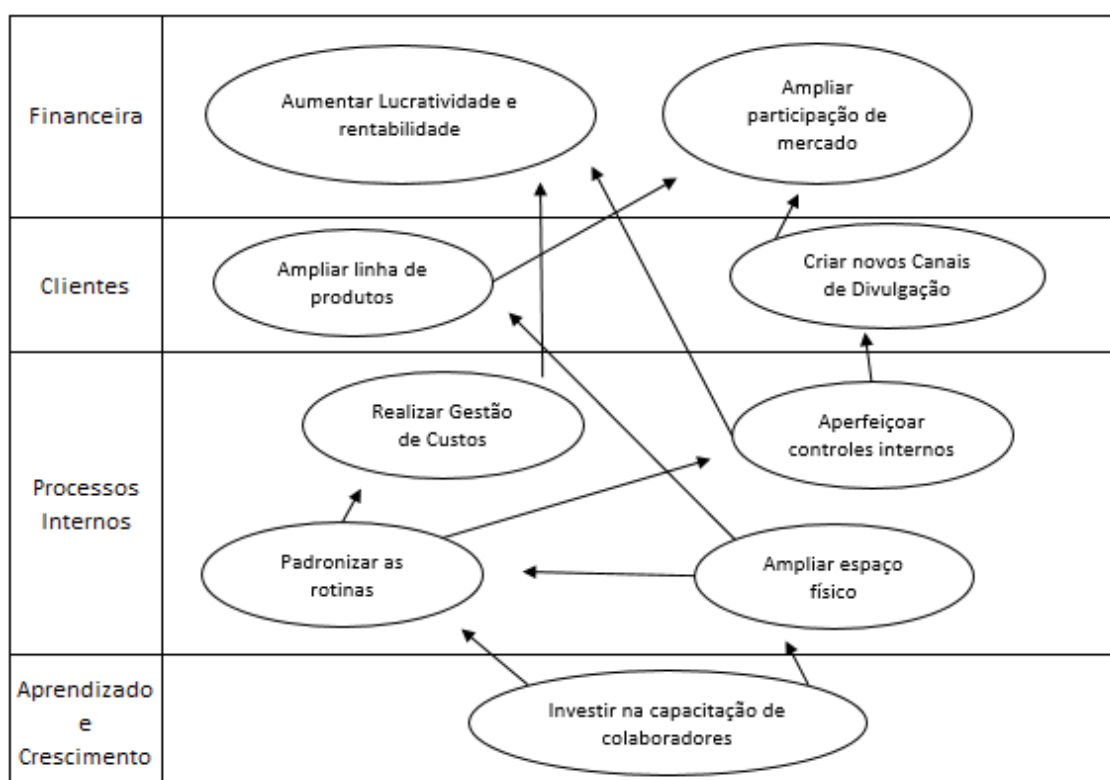 Financeira
Aumentar Lucratividade e
rentabilidade
Ampliar
participação de
mercado
Clientes
Ampliar linha de
produtos
Criar novos Canais
de Divulgação
Processos
Internos
Realizar Gestão
de Custos
Aperfeiçoar
controles internos
Padronizar as
rotinas
Ampliar espaço
físico
Aprendizado
e
Crescimento
Investir na capacitação de
colaboradores